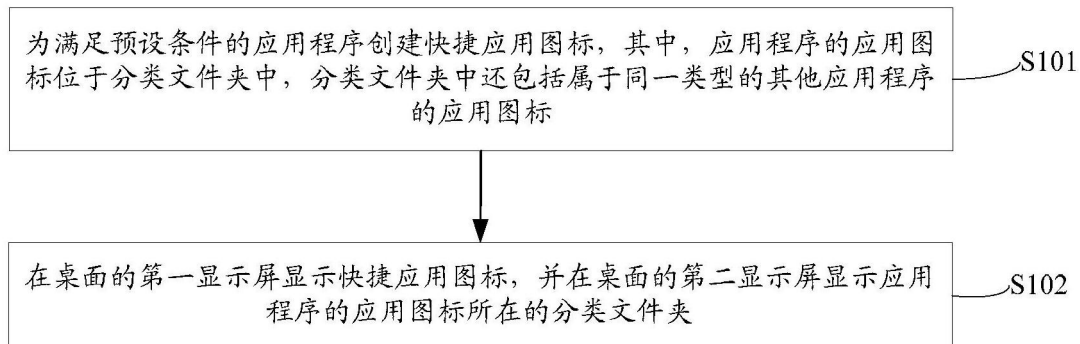 为满足预设条件的应用程序创建快捷应用图标，其中，应用程序的应用图
标位于分类文件夹中，分类文件夹中还包括属于同一类型的其他应用程序
的应用图标
S101
在桌面的第一显示屏显示快捷应用图标，并在桌面的第二显示屏显示应用
程序的应用图标所在的分类文件夹
S102